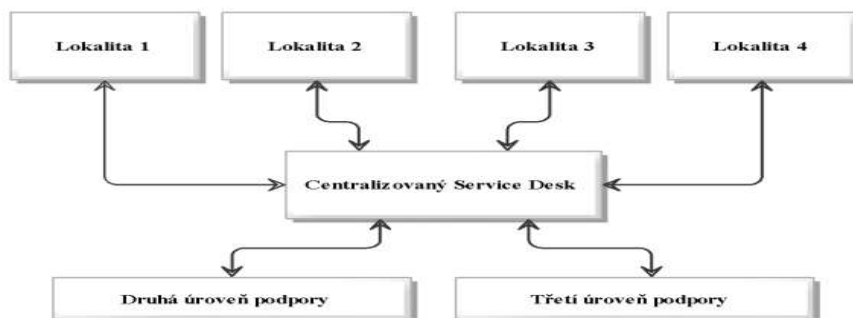 Lokalita 1
Lokalita 2
Lokalita 3
Lokalita 4
Centralizovaný Service Desk
Druhá úroveň podpory
Třetí úroveň podpory